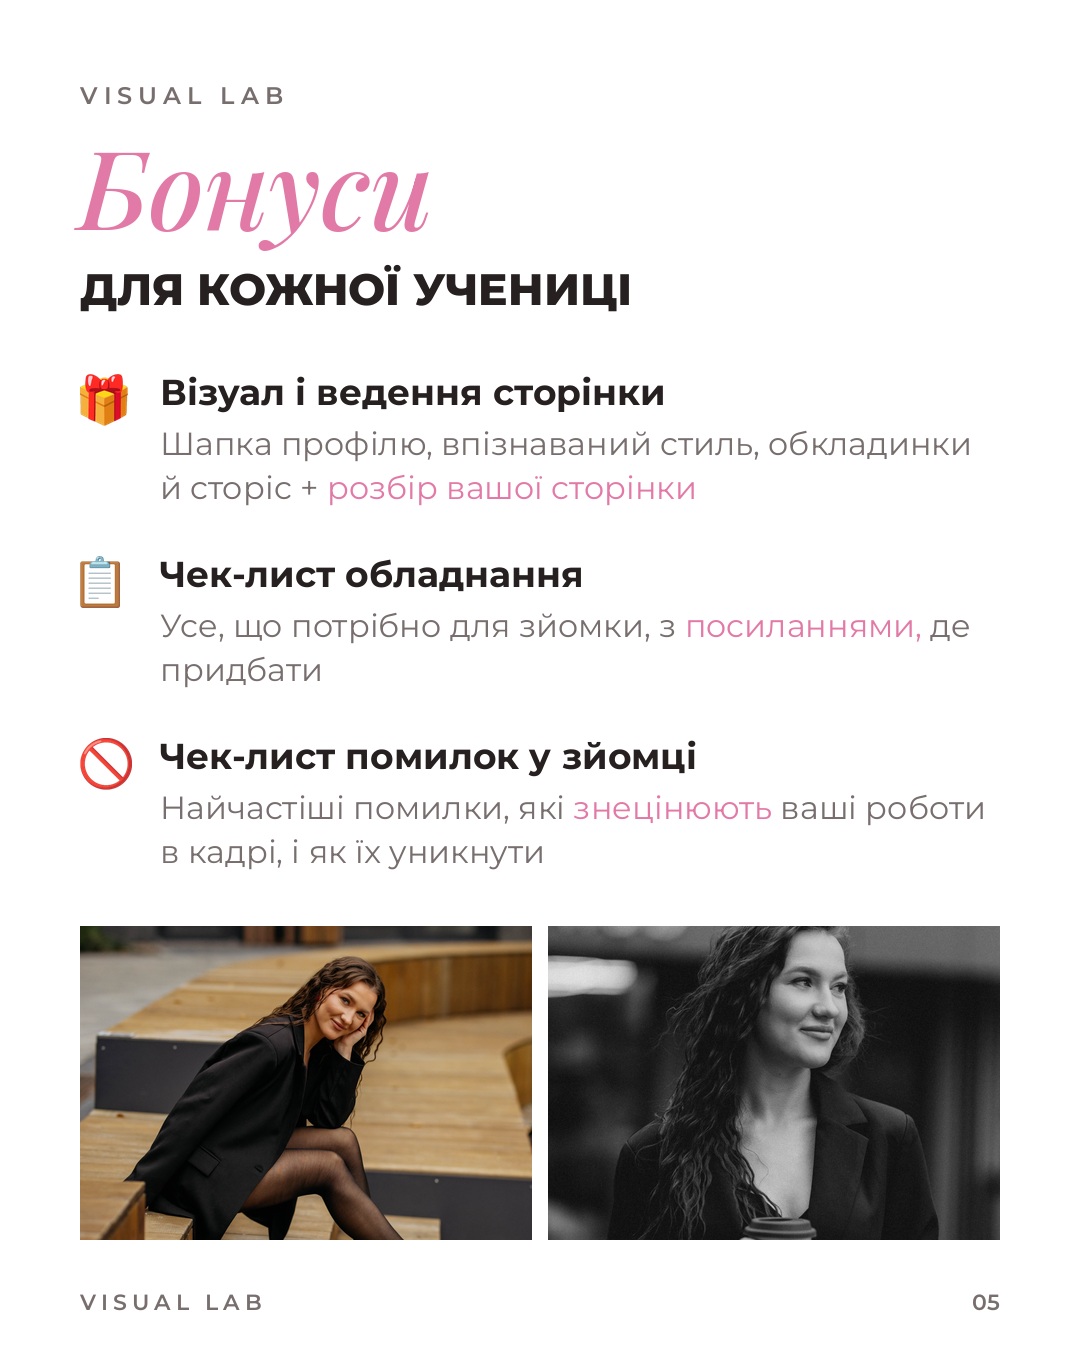 VISUAL LAB
Бонуси
ДЛЯ КОЖНОЇ УЧЕНИЦІ
Візуал і ведення сторінки
Шапка профілю, впізнаваний стиль, обкладинки
й сторіс + розбір вашої сторінки
Чек-лист обладнання
Усе, що потрібно для зйомки, з посиланнями, де
придбати
Чек-лист помилок у зйомці
Найчастіші помилки, які знецінюють ваші роботи
в кадрі, і як їх уникнути
VISUAL LAB
05